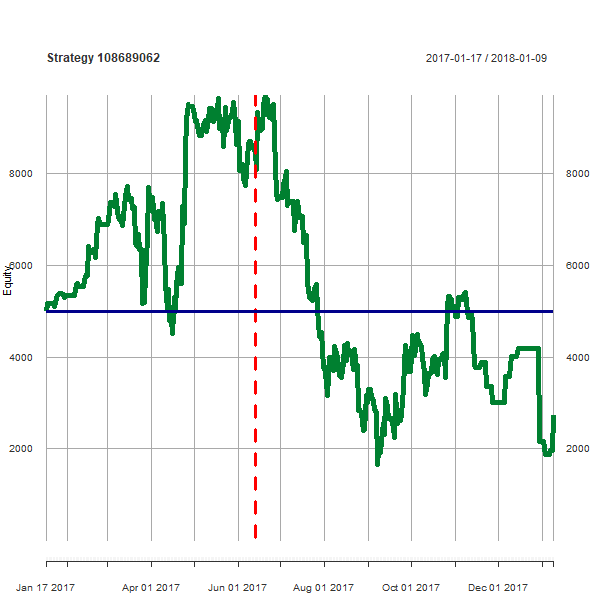 Strategy 108689062
2017-01-17 / 2018-01-09
8000
8000
6000
6000
Equity
4000
4000
2000
2000
Jan 17 2017
Apr 01 2017
Jun 01 2017
Aug 01 2017
Oct 01 2017
Dec 01 2017